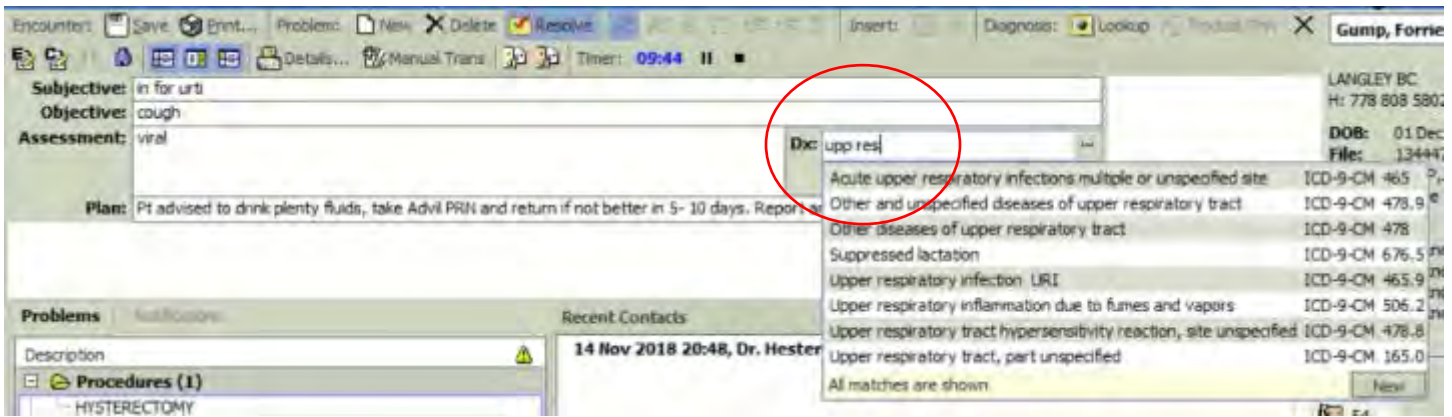 Encounter: Save Print... Problem: New Delete Resolve Insert: Diagnosis: Lookup
Gump, Forrie
Details... Manual Trans Timer: 09:44
LANGLEY BC
H: 778 808 5802
Subjective: in for urti
Objective: cough
Assessment: viral
Dx: upp res
DOB: 01 Dec
File: 134447
Acute upper respiratory infections multiple or unspecified site ICD-9-CM 465
Plan: Pt advised to drink plenty fluids, take Advil PRN and return if not better in 5- 10 days. Report
Other and unspecified diseases of upper respiratory tract ICD-9-CM 478.9
Other diseases of upper respiratory tract ICD-9-CM 478
Suppressed lactation ICD-9-CM 676.5
Upper respiratory infection URI ICD-9-CM 465.9
Upper respiratory inflammation due to fumes and vapors ICD-9-CM 506.2
Upper respiratory tract hypersensitivity reaction, site unspecified ICD-9-CM 478.8
Upper respiratory tract, part unspecified ICD-9-CM 165.0
All matches are shown New
Problems Notifications
Recent Contacts
Description
14 Nov 2018 20:48, Dr. Hester
Procedures (1)
HYSTERECTOMY